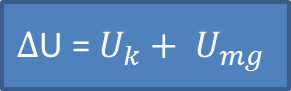 ΔU = U_k + U_mg